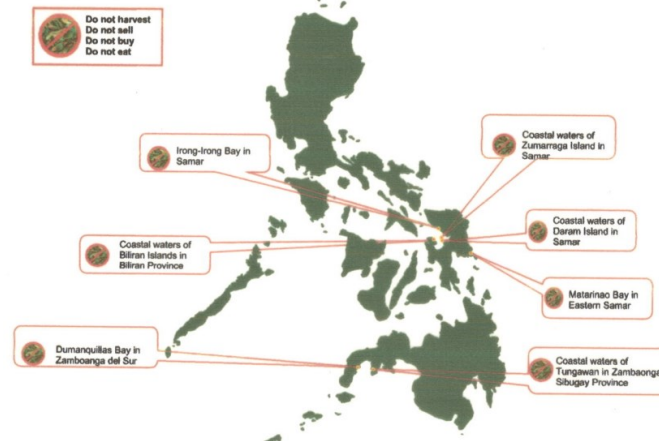 Do not harvest
Do not sell
Do not buy
Do not eat
Irong-Irong Bay in
Samar
Coastal waters of
Zumarraga Island in
Samar
Coastal waters of
Biliran Islands in
Biliran Province
Coastal waters of
Daram Island in
Samar
Matarinao Bay in
Eastern Samar
Dumanquillas Bay in
Zamboanga del Sur
Coastal waters of
Tungawan in Zambaonga
Sibugay Province